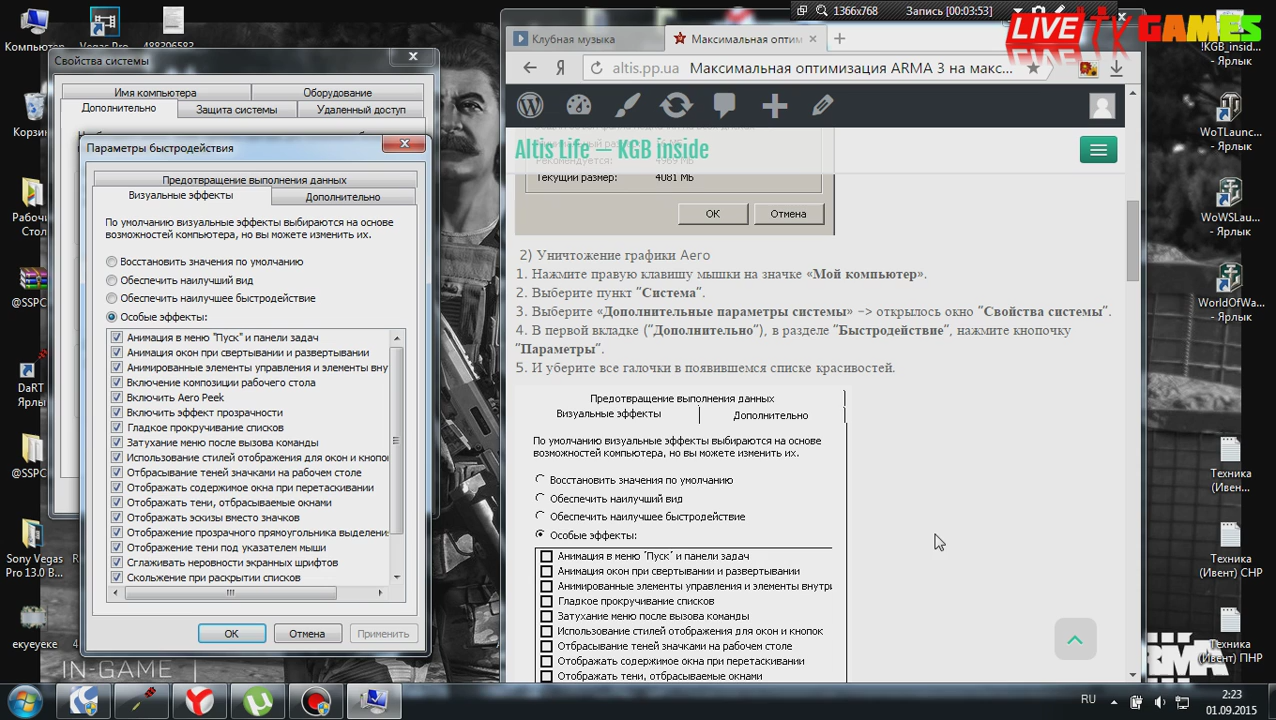 1366x768
Запись [00:03:53]
LIVE TV GAMES
Компьютер
Vegas Pro
488306583
!KGB_insid...
- Ярлык
Корзина
WoTLaunc...
- Ярлык
WoWSLau...
- Ярлык
WorldOfWa...
- Ярлык
Техника
(Ивен...
Техника
(Ивент) СНР
Техника
(Ивент) ПНР
@SSPC
DaRT
@SSPC
Sony Vegas
Pro 13.0 B...
екуеуеке
IN-GAME
Свойства системы
Имя компьютера
Оборудование
Дополнительно
Защита системы
Удаленный доступ
Параметры быстродействия
Предотвращение выполнения данных
Визуальные эффекты
Дополнительно
По умолчанию визуальные эффекты выбираются на основе
возможностей компьютера, но вы можете изменить их.
Восстановить значения по умолчанию
Обеспечить наилучший вид
Обеспечить наилучшее быстродействие
Особые эффекты:
Анимация в меню "Пуск" и панели задач
Анимация окон при свертывании и развертывании
Анимированные элементы управления и элементы вну
Включение композиции рабочего стола
Включить Aero Peek
Включить эффект прозрачности
Гладкое прокручивание списков
Затухание меню после вызова команды
Использование стилей отображения для окон и кнопо
Отбрасывание теней значками на рабочем столе
Отображать содержимое окна при перетаскивании
Отображать тени, отбрасываемые окнами
Отображать эскизы вместо значков
Отображение прозрачного прямоугольника выделени
Отображение тени под указателем мыши
Сглаживать неровности экранных шрифтов
Скольжение при раскрытии списков
ОК
Отмена
Применить
Клубная музыка
Максимальная оптим
altis.pp.ua
Максимальная оптимизация ARMA 3 на макс...
Altis Life — KGB inside
Рекомендуется: 4969 МБ
Текущий размер: 4081 МБ
ОК
Отмена
2) Уничтожение графики Aero
1. Нажмите правую клавишу мышки на значке «Мой компьютер».
2. Выберите пункт "Система".
3. Выберите «Дополнительные параметры системы» –> открылось окно "Свойства системы".
4. В первой вкладке ("Дополнительно"), в разделе "Быстродействие", нажмите кнопочку
"Параметры".
5. И уберите все галочки в появившемся списке красивостей.
Предотвращение выполнения данных
Визуальные эффекты
Дополнительно
По умолчанию визуальные эффекты выбираются на основе
возможностей компьютера, но вы можете изменить их.
Восстановить значения по умолчанию
Обеспечить наилучший вид
Обеспечить наилучшее быстродействие
Особые эффекты:
Анимация в меню "Пуск" и панели задач
Анимация окон при свертывании и развертывании
Анимированные элементы управления и элементы внутри
Гладкое прокручивание списков
Затухание меню после вызова команды
Использование стилей отображения для окон и кнопок
Отбрасывание теней значками на рабочем столе
Отображать содержимое окна при перетаскивании
Отображать тени, отбрасываемые окнами
RU
2:23
01.09.2015